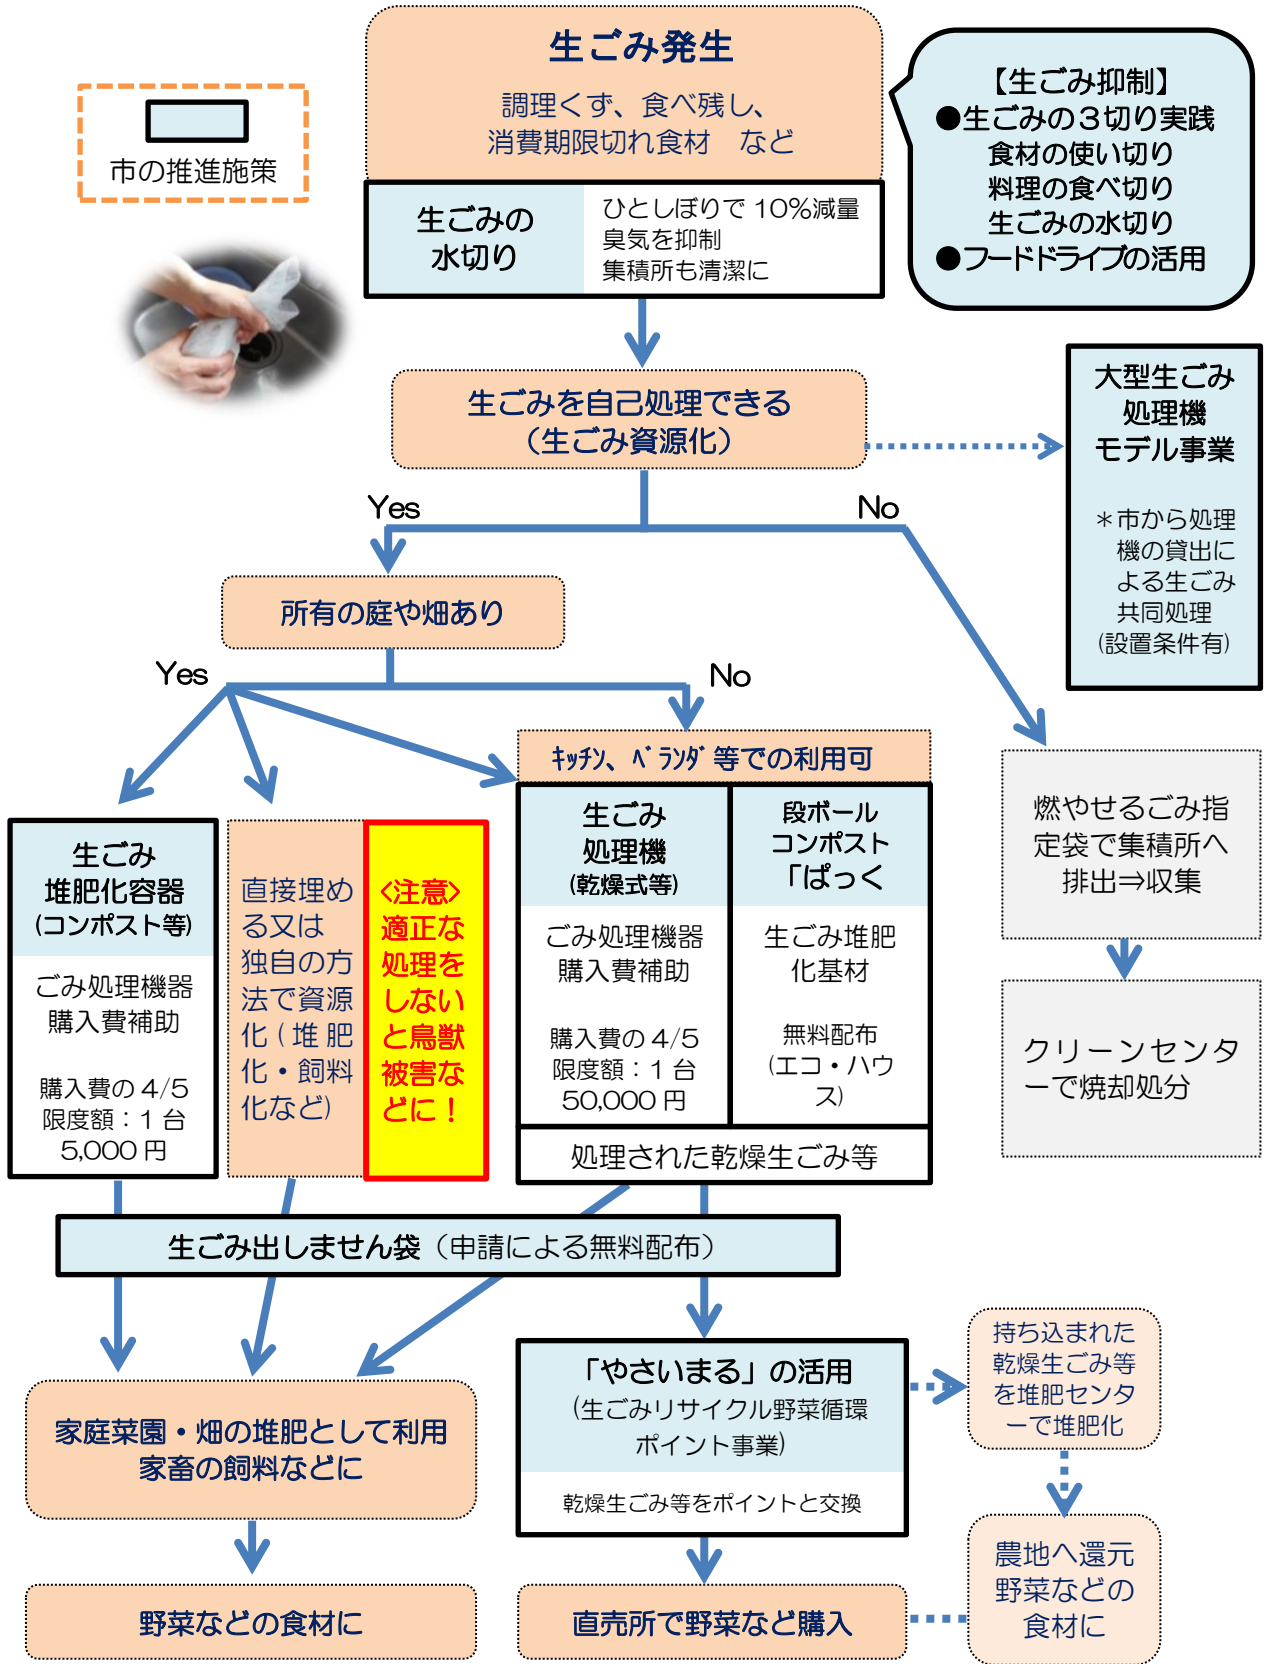 生ごみ発生
調理くず、食べ残し、
消費期限切れ食材　など
【生ごみ抑制】
●生ごみの３切り実践
食材の使い切り
料理の食べ切り
生ごみの水切り
●フードドライブの活用
市の推進施策
生ごみの
水切り
ひとしぼりで 10％減量
臭気を抑制
集積所も清潔に
生ごみを自己処理できる
（生ごみ資源化）
大型生ごみ
処理機
モデル事業
＊市から処理
機の貸出に
よる生ごみ
共同処理
(設置条件有)
Yes
No
所有の庭や畑あり
Yes
No
ｷｯﾁﾝ、ﾍﾞﾗﾝﾀﾞ等での利用可
生ごみ
堆肥化容器
(コンポスト等)
ごみ処理機器
購入費補助
購入費の 4/5
限度額：1 台
5,000 円
直接埋め
る又は
独自の方
法で資源
化(堆肥
化・飼料
化など)
<注意>
適正な
処理を
しない
と鳥獣
被害な
どに！
生ごみ
処理機
(乾燥式等)
ごみ処理機器
購入費補助
購入費の 4/5
限度額：1 台
50,000 円
段ボール
コンポスト
「ぱっく
生ごみ堆肥
化基材
無料配布
(エコ・ハウ
ス)
処理された乾燥生ごみ等
燃やせるごみ指
定袋で集積所へ
排出⇒収集
クリーンセンタ
ーで焼却処分
生ごみ出しません袋（申請による無料配布）
家庭菜園・畑の堆肥として利用
家畜の飼料などに
野菜などの食材に
「やさいまる」の活用
(生ごみリサイクル野菜循環
ポイント事業)
乾燥生ごみ等をポイントと交換
直売所で野菜など購入
持ち込まれた
乾燥生ごみ等
を堆肥センタ
ーで堆肥化
農地へ還元
野菜などの
食材に